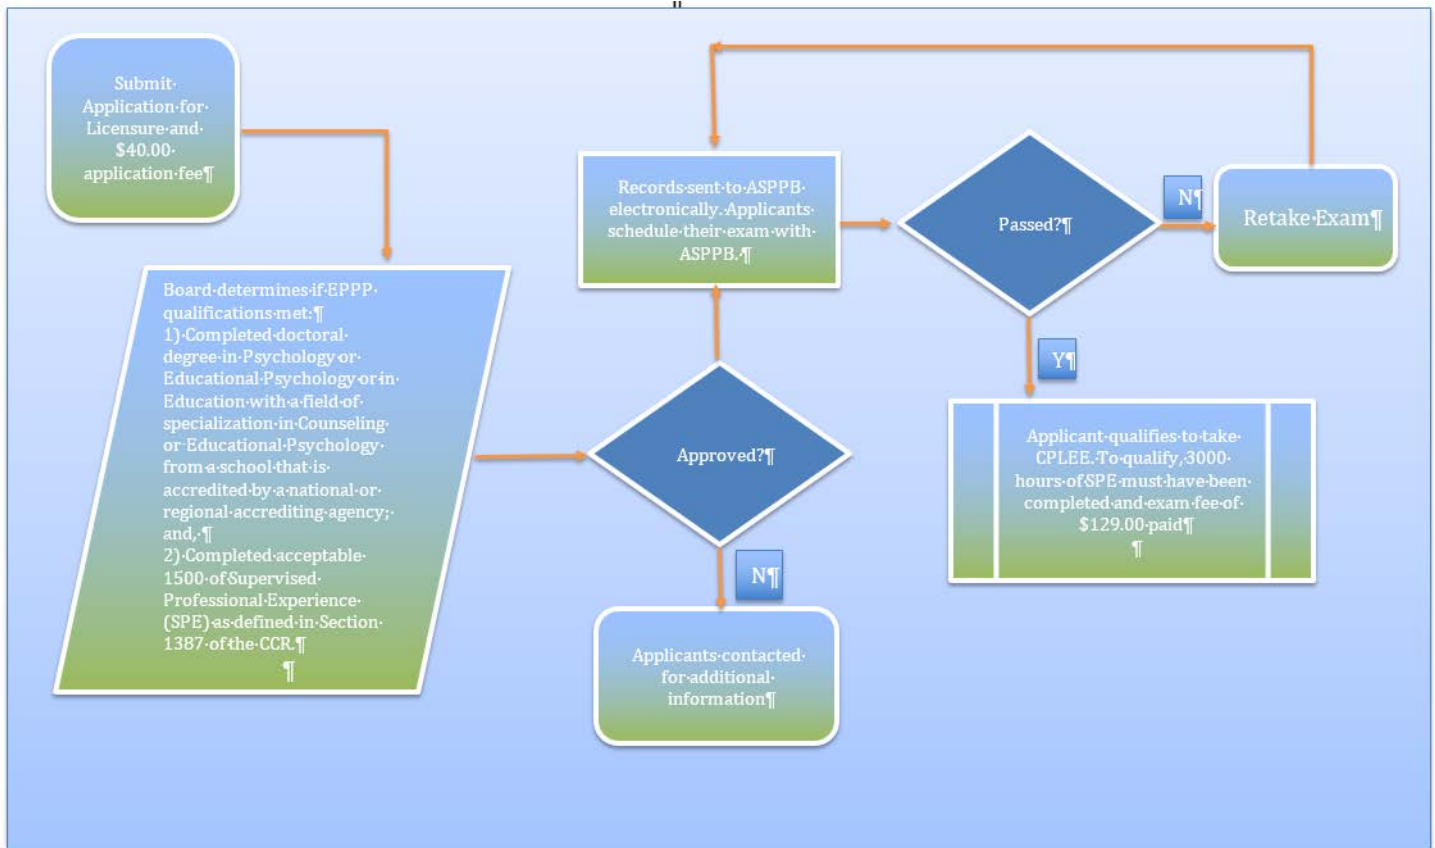 Submit·
Application·for·
Licensure·and·
$40.00·
application·fee¶
Board·determines·if·EPPP·
qualifications·met:¶
1)·Completed·doctoral·
degree·in·Psychology·or·
Educational·Psychology·or·in·
Education·with·a·field·of·
specialization·in·Counseling·
or·Educational·Psychology·
from·a·school·that·is·
accredited·by·a·national·or·
regional·accrediting·agency;·
and,·¶
2)·Completed·acceptable·
1500·of·Supervised·
Professional·Experience·
(SPE)·as·defined·in·Section·
1387·of·the·CCR.¶
¶
Approved?¶
N¶
Applicants·contacted·
for·additional·
information¶
Records·sent·to·ASPPB·
electronically.·Applicants·
schedule·their·exam·with·
ASPPB.·¶
Passed?¶
N¶
Retake·Exam¶
Y¶
Applicant·qualifies·to·take·
CPLEE.·To·qualify,·3000·
hours·of·SPE·must·have·been·
completed·and·exam·fee·of·
$129.00·paid¶
¶